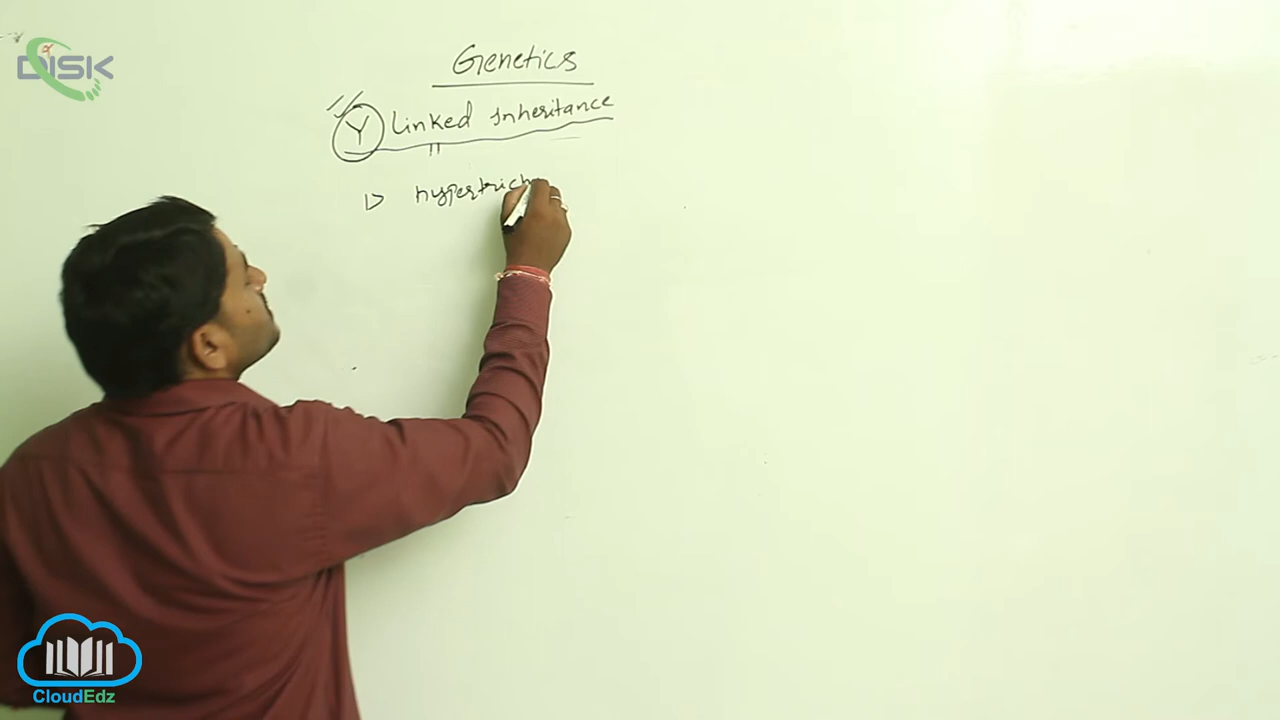 DISK
Genetics
Y Linked Inheritance
1) hypertrich
CloudEdz